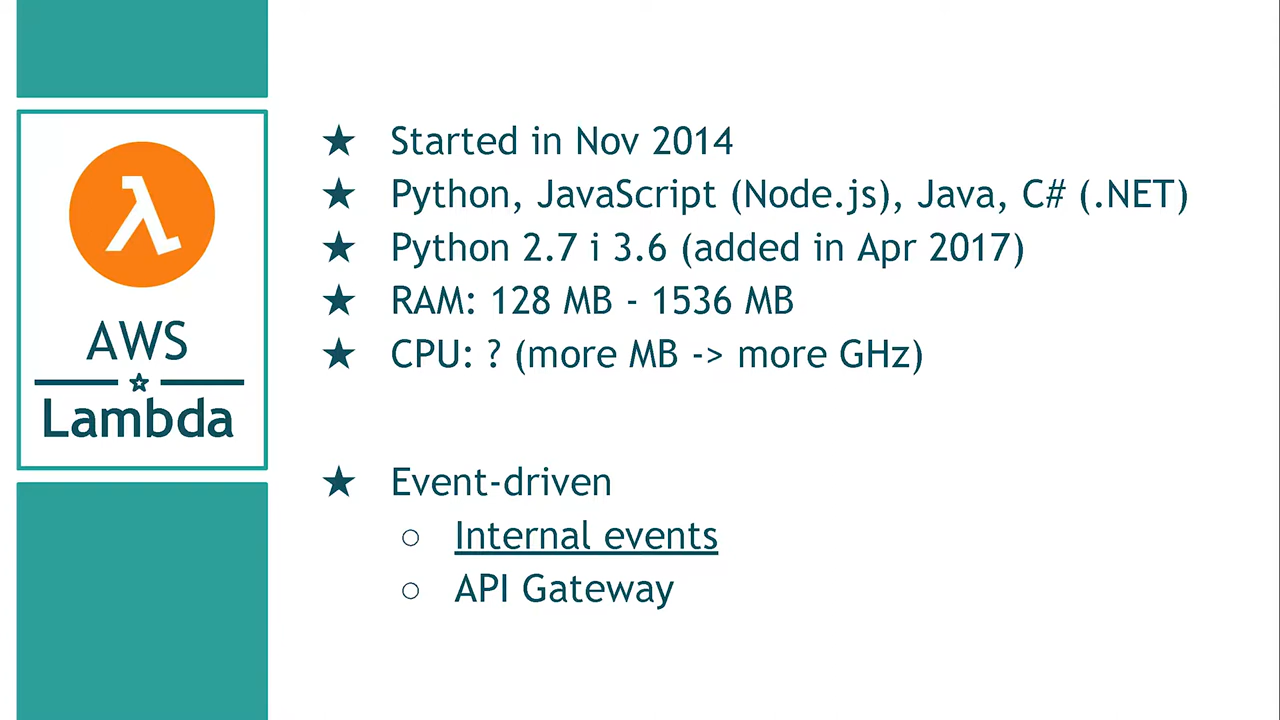 AWS
Lambda
★ Started in Nov 2014
★ Python, JavaScript (Node.js), Java, C# (.NET)
★ Python 2.7 i 3.6 (added in Apr 2017)
★ RAM: 128 MB - 1536 MB
★ CPU: ? (more MB -> more GHz)
★ Event-driven
○ Internal events
○ API Gateway